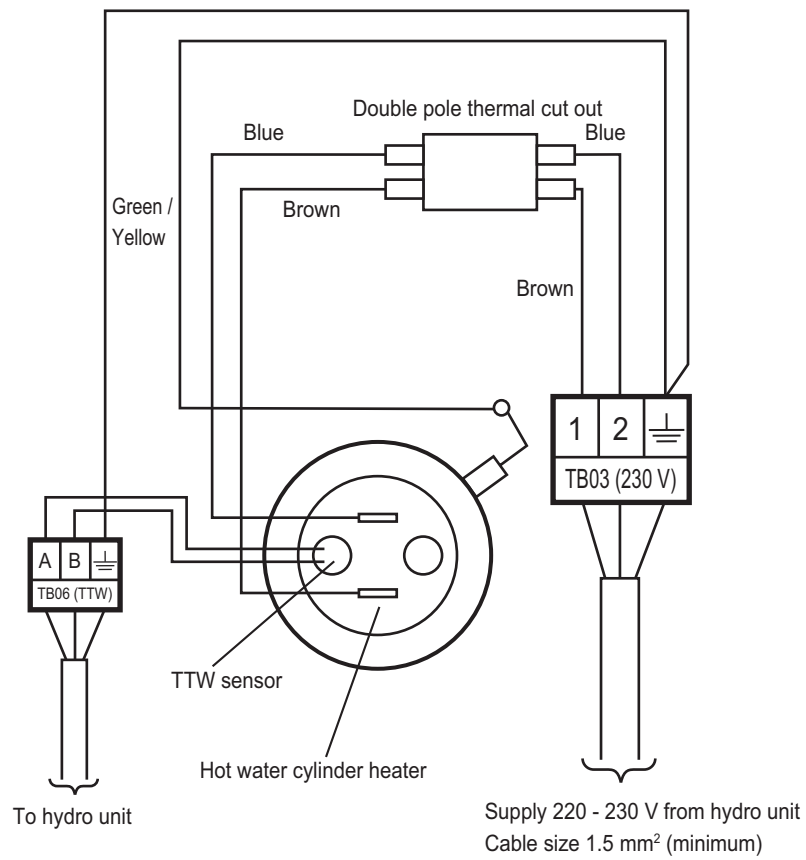 Double pole thermal cut out
Blue
Blue
Green /
Yellow
Brown
Brown
1
2
TB03 (230 V)
A
B
TB06 (TTW)
TTW sensor
Hot water cylinder heater
To hydro unit
Supply 220 - 230 V from hydro unit
Cable size 1.5 mm² (minimum)